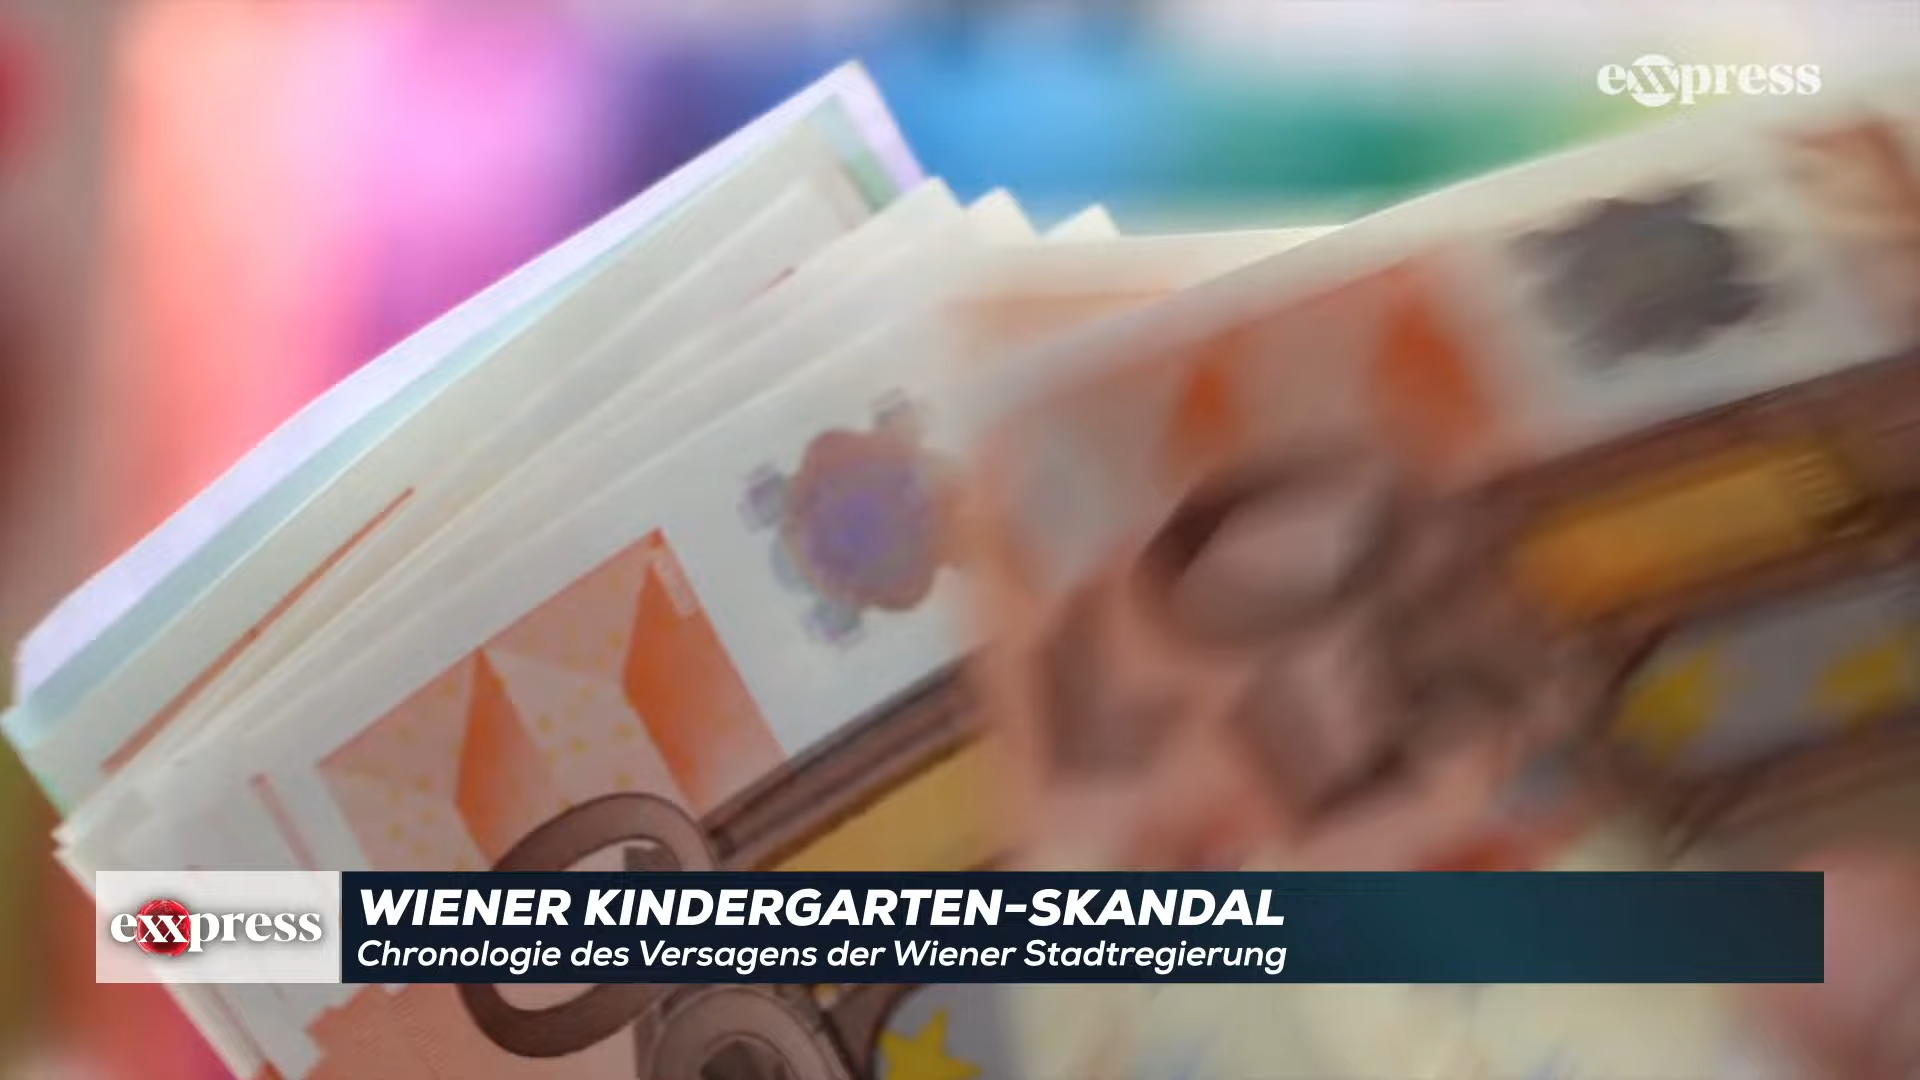 exxpress
exxpress
WIENER KINDERGARTEN-SKANDAL
Chronologie des Versagens der Wiener Stadtregierung